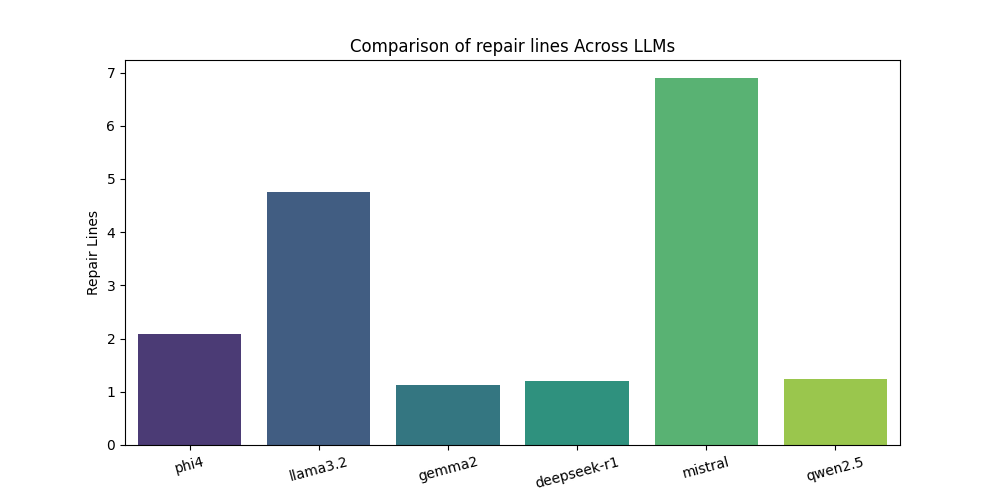 Comparison of repair lines Across LLMs
Repair Lines
7
6
5
4
3
2
1
0
phi4
llama3.2
gemma2
deepseek-r1
mistral
qwen2.5